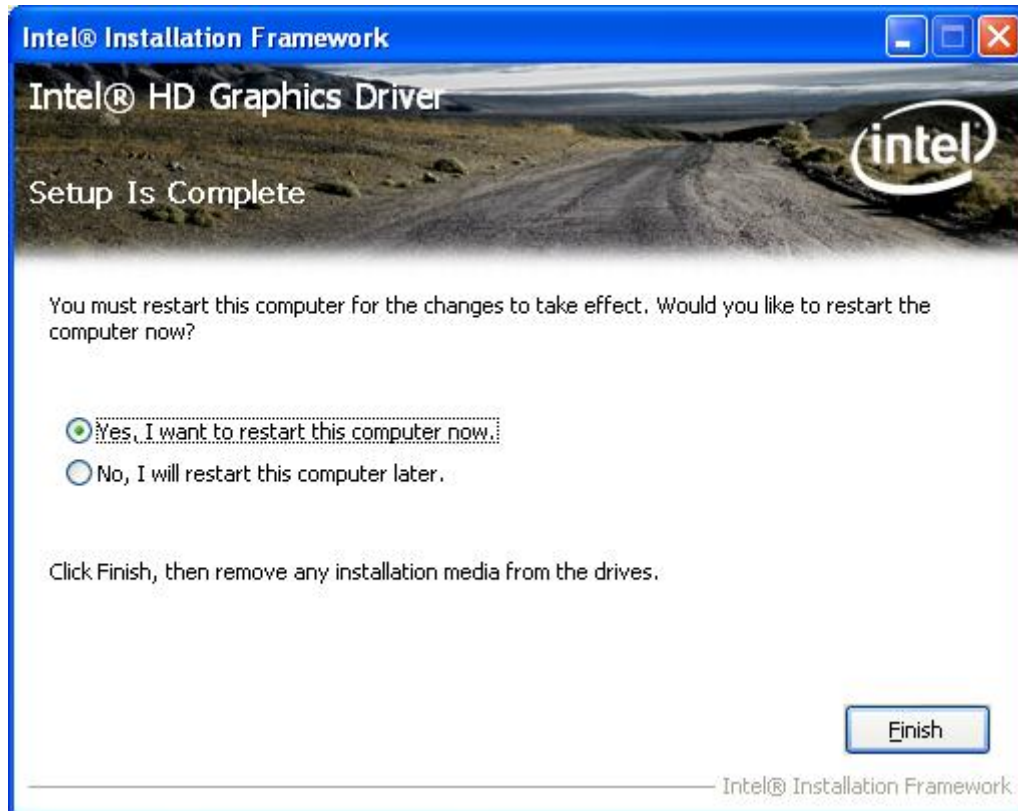 Intel® Installation Framework
Intel® HD Graphics Driver
intel
Setup Is Complete
You must restart this computer for the changes to take effect. Would you like to restart the
computer now?
Yes, I want to restart this computer now.
No, I will restart this computer later.
Click Finish, then remove any installation media from the drives.
Finish
Intel® Installation Framework